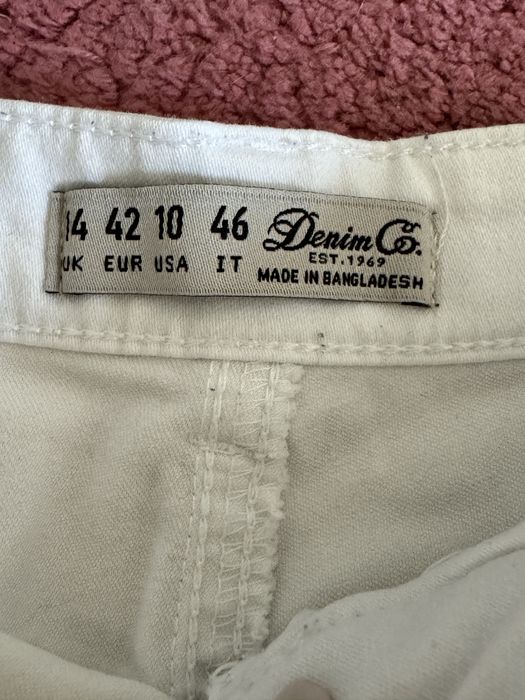 14 42 10 46 Denim Co.
UK EUR USA IT EST. 1969
MADE IN BANGLADESH